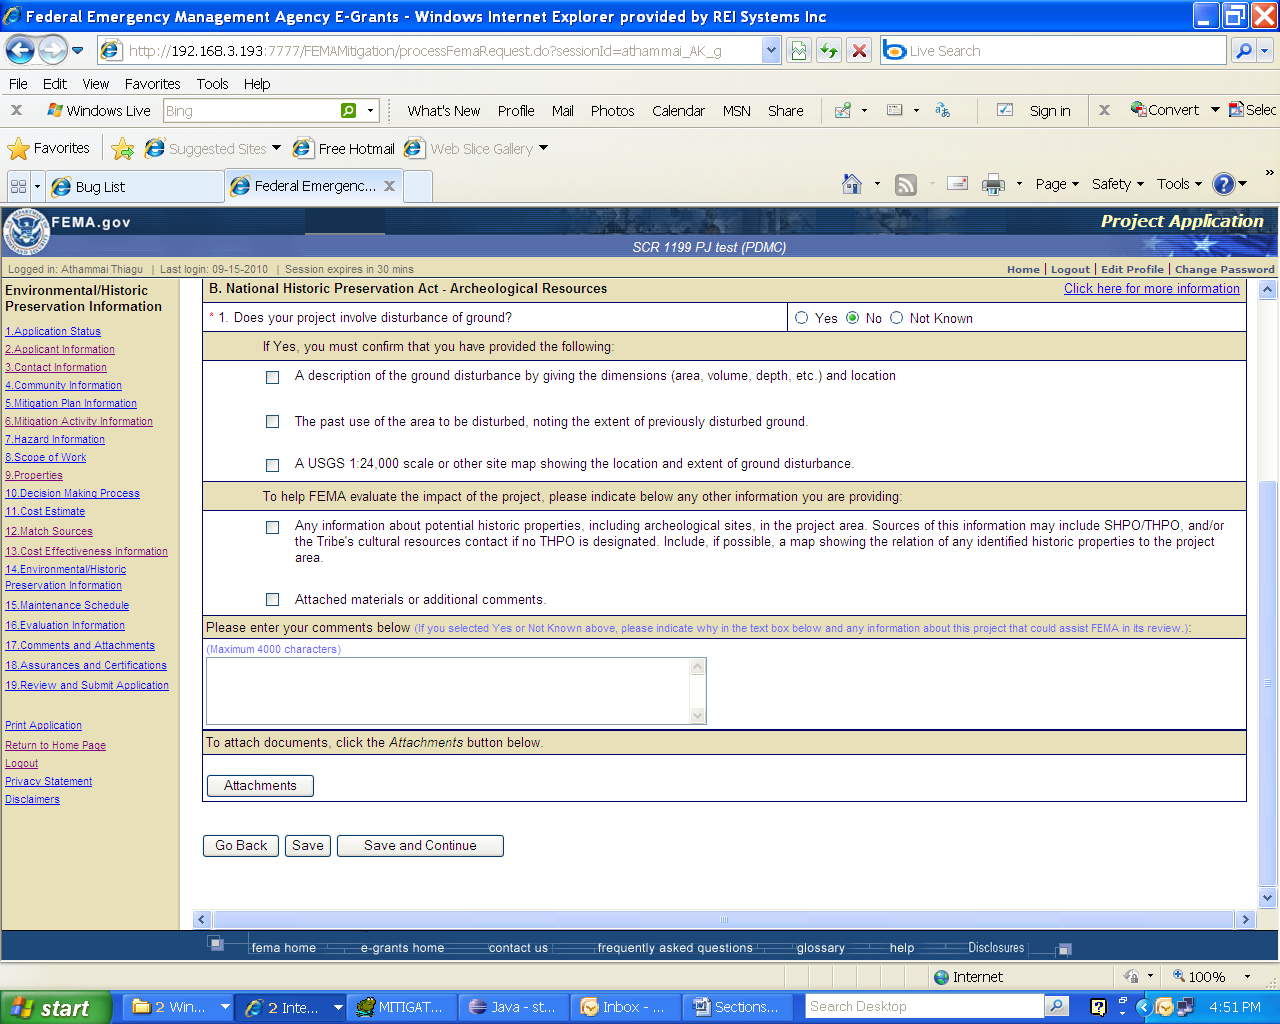 Federal Emergency Management Agency E-Grants - Windows Internet Explorer provided by REI Systems Inc
http://192.168.3.193:7777/FEMAMitigation/processFemaRequest.do?sessionId=athammai_AK_g
Live Search
File Edit View Favorites Tools Help
Windows Live Bing What's New Profile Mail Photos Calendar MSN Share Sign in Convert Selec
Favorites Suggested Sites Free Hotmail Web Slice Gallery
Bug List Federal Emergenc... Page Safety Tools
FEMA.gov Project Application
SCR 1199 PJ test (PDMC)
Logged in: Athammai Thiagu | Last login: 09-15-2010 | Session expires in 30 mins Home | Logout | Edit Profile | Change Password
Environmental/Historic
Preservation Information
1.Application Status
2.Applicant Information
3.Contact Information
4.Community Information
5.Mitigation Plan Information
6.Mitigation Activity Information
7.Hazard Information
8.Scope of Work
9.Properties
10.Decision Making Process
11.Cost Estimate
12.Match Sources
13.Cost Effectiveness Information
14.Environmental/Historic
Preservation Information
15.Maintenance Schedule
16.Evaluation Information
17.Comments and Attachments
18.Assurances and Certifications
19.Review and Submit Application
Print Application
Return to Home Page
Logout
Privacy Statement
Disclaimers
B. National Historic Preservation Act - Archeological Resources Click here for more information
* 1. Does your project involve disturbance of ground? Yes No Not Known
If Yes, you must confirm that you have provided the following:
A description of the ground disturbance by giving the dimensions (area, volume, depth, etc.) and location
The past use of the area to be disturbed, noting the extent of previously disturbed ground.
A USGS 1:24,000 scale or other site map showing the location and extent of ground disturbance.
To help FEMA evaluate the impact of the project, please indicate below any other information you are providing:
Any information about potential historic properties, including archeological sites, in the project area. Sources of this information may include SHPO/THPO, and/or
the Tribe's cultural resources contact if no THPO is designated. Include, if possible, a map showing the relation of any identified historic properties to the project
area.
Attached materials or additional comments.
Please enter your comments below (If you selected Yes or Not Known above, please indicate why in the text box below and any information about this project that could assist FEMA in its review.):
(Maximum 4000 characters)
To attach documents, click the Attachments button below.
Attachments
Go Back Save Save and Continue
fema home e-grants home contact us frequently asked questions glossary help Disclosures
Internet 100%
start 2 Win... 2 Inte... MITIGAT... Java - st... Inbox - ... Sections... Search Desktop 4:51 PM